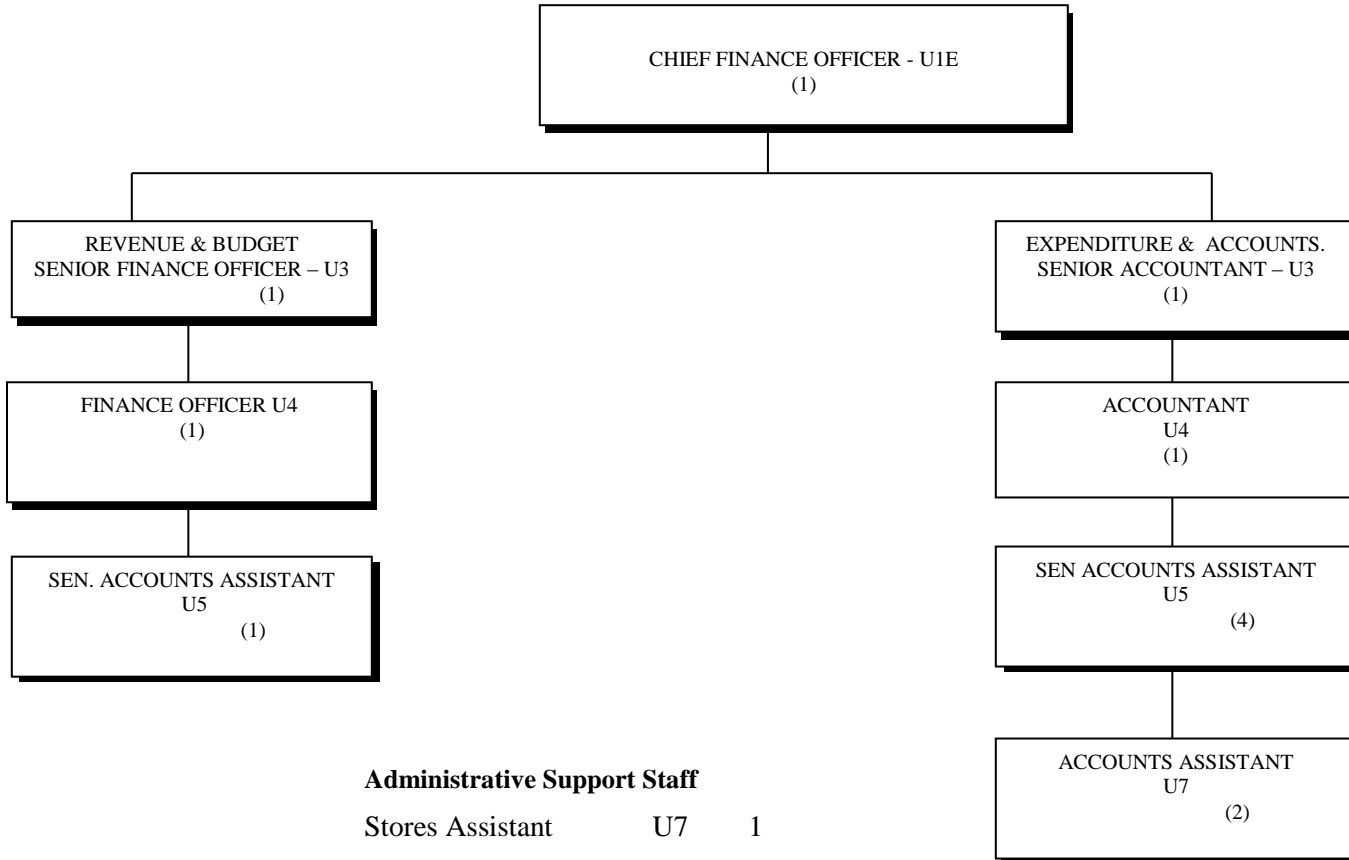 CHIEF FINANCE OFFICER - U1E
(1)
REVENUE & BUDGET
SENIOR FINANCE OFFICER – U3
(1)
EXPENDITURE & ACCOUNTS.
SENIOR ACCOUNTANT – U3
(1)
FINANCE OFFICER U4
(1)
ACCOUNTANT
U4
(1)
SEN. ACCOUNTS ASSISTANT
U5
(1)
SEN ACCOUNTS ASSISTANT
U5
(4)
ACCOUNTS ASSISTANT
U7
(2)
Administrative Support Staff
Stores Assistant U7 1